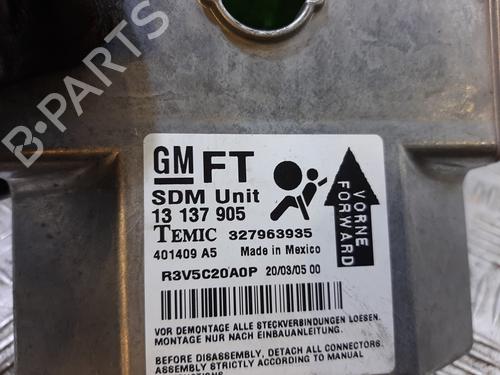 B-PARTS
GM FT
SDM Unit
13 137 905
TEMIC 327963935
401409 A5 Made in Mexico
R3V5C20A0P 20/03/05 00
VORNE
FORWARD
VOR DEMONTAGE ALLE STECKVERBINDUNGEN LOESEN.
MONTAGE NUR NACH EINBAUANLEITUNG.
BEFORE DISASSEMBLY, DETACH ALL CONNECTORS.
ASSEMBLY STRICTLY ACCORDING TO MANUAL